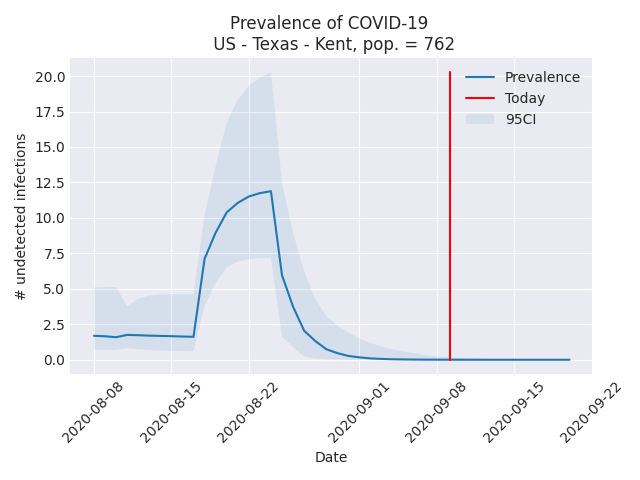 Prevalence of COVID-19
US - Texas - Kent, pop. = 762
Prevalence
Today
95CI
# undetected infections
20.0
17.5
15.0
12.5
10.0
7.5
5.0
2.5
0.0
2020-08-08
2020-08-15
2020-08-22
2020-09-01
2020-09-08
2020-09-15
2020-09-22
Date